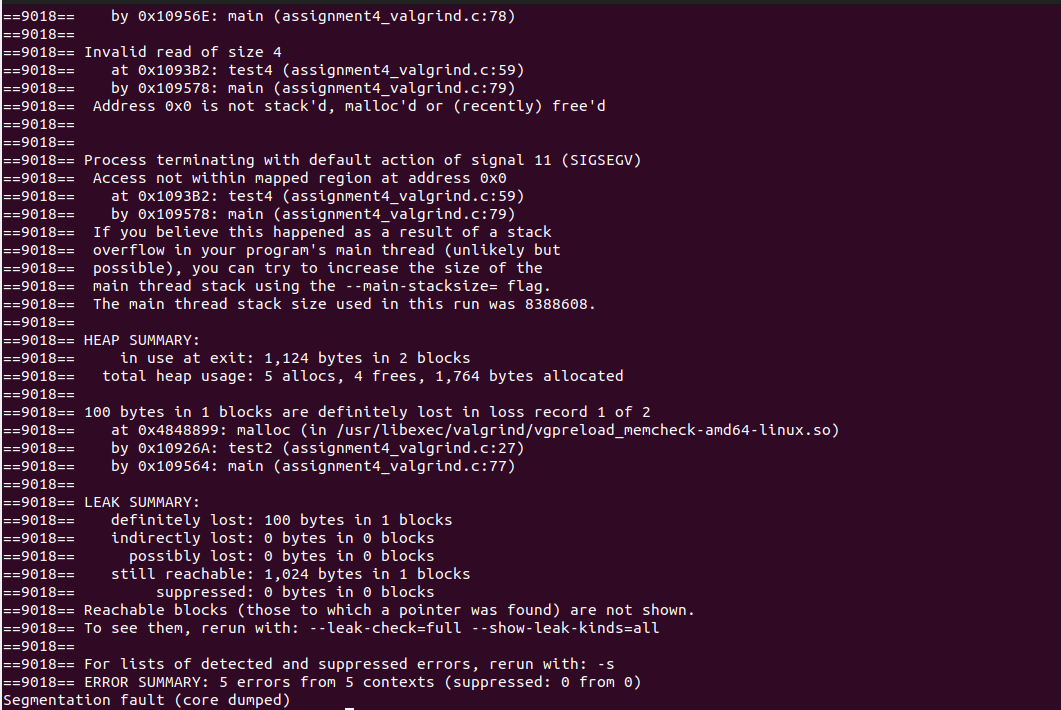 ==9018==    by 0x10956E: main (assignment4_valgrind.c:78)
==9018==
==9018== Invalid read of size 4
==9018==    at 0x1093B2: test4 (assignment4_valgrind.c:59)
==9018==    by 0x109578: main (assignment4_valgrind.c:79)
==9018==  Address 0x0 is not stack'd, malloc'd or (recently) free'd
==9018==
==9018==
==9018== Process terminating with default action of signal 11 (SIGSEGV)
==9018==  Access not within mapped region at address 0x0
==9018==    at 0x1093B2: test4 (assignment4_valgrind.c:59)
==9018==    by 0x109578: main (assignment4_valgrind.c:79)
==9018==  If you believe this happened as a result of a stack
==9018==  overflow in your program's main thread (unlikely but
==9018==  possible), you can try to increase the size of the
==9018==  main thread stack using the --main-stacksize= flag.
==9018==  The main thread stack size used in this run was 8388608.
==9018==
==9018== HEAP SUMMARY:
==9018==     in use at exit: 1,124 bytes in 2 blocks
==9018==   total heap usage: 5 allocs, 4 frees, 1,764 bytes allocated
==9018==
==9018== 100 bytes in 1 blocks are definitely lost in loss record 1 of 2
==9018==    at 0x4848899: malloc (in /usr/libexec/valgrind/vgpreload_memcheck-amd64-linux.so)
==9018==    by 0x10926A: test2 (assignment4_valgrind.c:27)
==9018==    by 0x109564: main (assignment4_valgrind.c:77)
==9018==
==9018== LEAK SUMMARY:
==9018==    definitely lost: 100 bytes in 1 blocks
==9018==    indirectly lost: 0 bytes in 0 blocks
==9018==      possibly lost: 0 bytes in 0 blocks
==9018==    still reachable: 1,024 bytes in 1 blocks
==9018==         suppressed: 0 bytes in 0 blocks
==9018== Reachable blocks (those to which a pointer was found) are not shown.
==9018== To see them, rerun with: --leak-check=full --show-leak-kinds=all
==9018==
==9018== For lists of detected and suppressed errors, rerun with: -s
==9018== ERROR SUMMARY: 5 errors from 5 contexts (suppressed: 0 from 0)
Segmentation fault (core dumped)